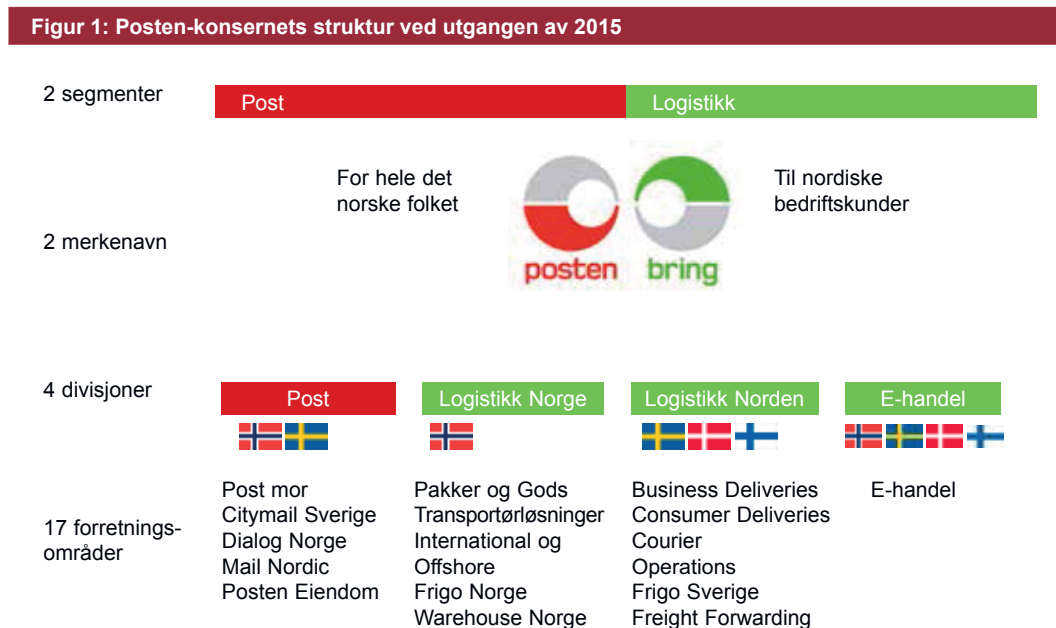 Figur 1: Posten-konsernets struktur ved utgangen av 2015
2 segmenter
Post
Logistikk
For hele det
norske folket
Til nordiske
bedriftskunder
2 merkenavn
posten
bring
4 divisjoner
Post
Logistikk Norge
Logistikk Norden
E-handel
17 forretnings-
områder
Post mor
Citymail Sverige
Dialog Norge
Mail Nordic
Posten Eiendom
Pakker og Gods
Transportørløsninger
International og
Offshore
Frigo Norge
Warehouse Norge
Business Deliveries
Consumer Deliveries
Courier
Operations
Frigo Sverige
Freight Forwarding
E-handel